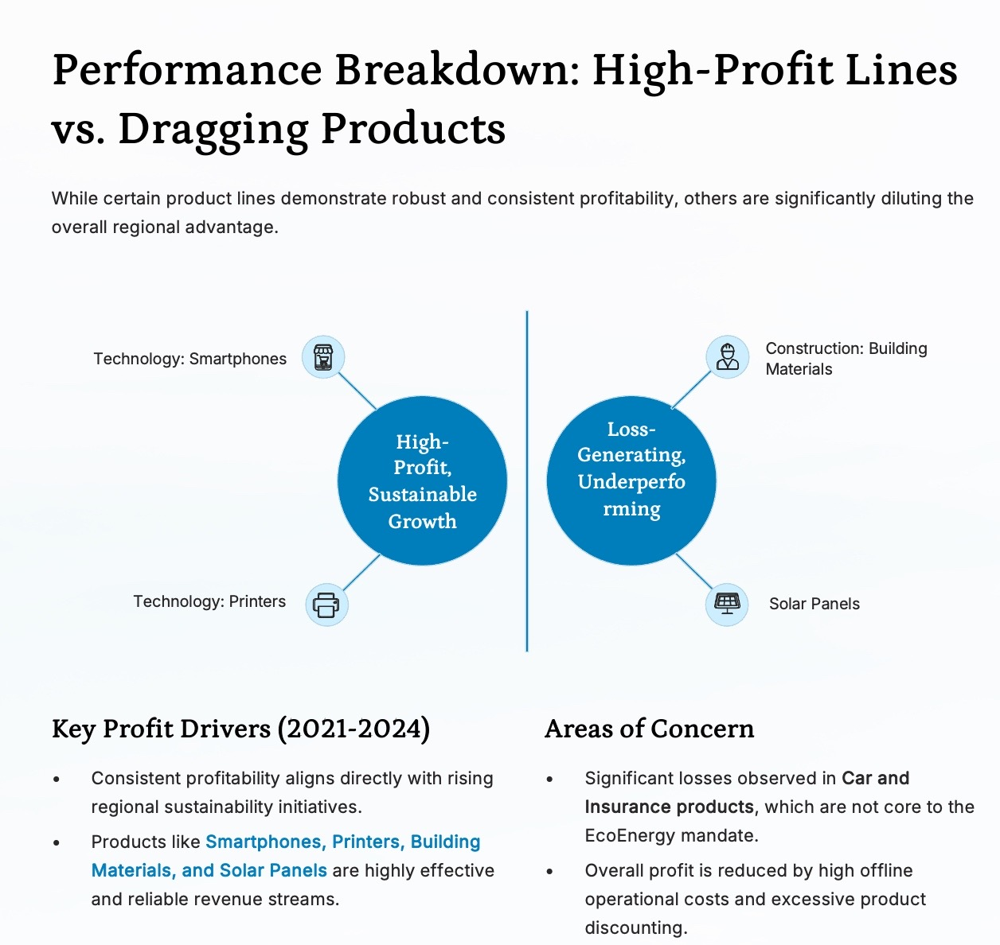 Performance Breakdown: High-Profit Lines
vs. Dragging Products
While certain product lines demonstrate robust and consistent profitability, others are significantly diluting the
overall regional advantage.
Technology: Smartphones
High-
Profit,
Sustainable
Growth
Technology: Printers
Construction: Building
Materials
Loss-
Generating,
Underperfo
rming
Solar Panels
Key Profit Drivers (2021-2024)
• Consistent profitability aligns directly with rising
regional sustainability initiatives.
• Products like Smartphones, Printers, Building
Materials, and Solar Panels are highly effective
and reliable revenue streams.
Areas of Concern
• Significant losses observed in Car and
Insurance products, which are not core to the
EcoEnergy mandate.
• Overall profit is reduced by high offline
operational costs and excessive product
discounting.